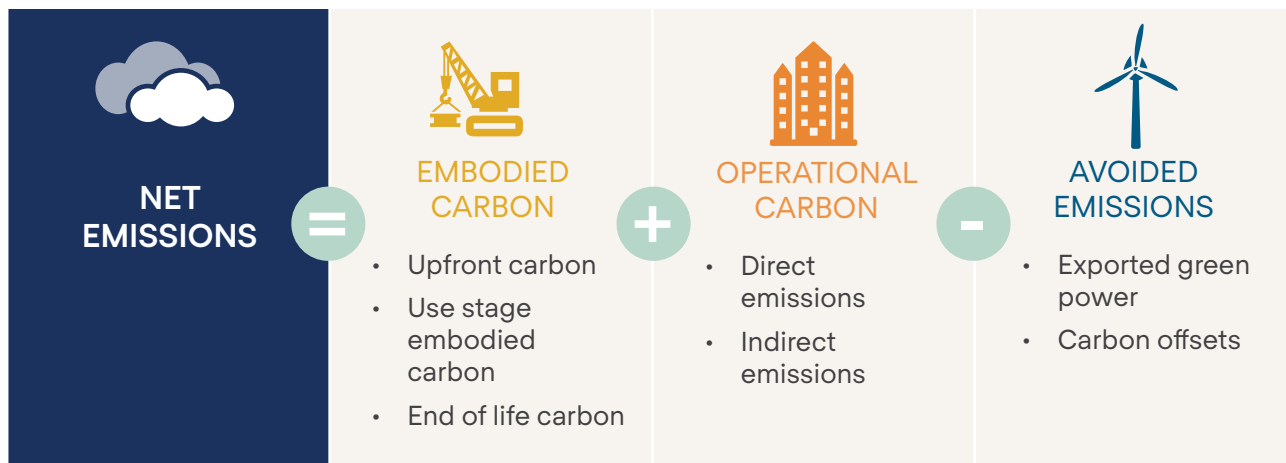 NET
EMISSIONS
=
EMBODIED
CARBON
• Upfront carbon
• Use stage
embodied
carbon
• End of life carbon
+
OPERATIONAL
CARBON
• Direct
emissions
• Indirect
emissions
-
AVOIDED
EMISSIONS
• Exported green
power
• Carbon offsets